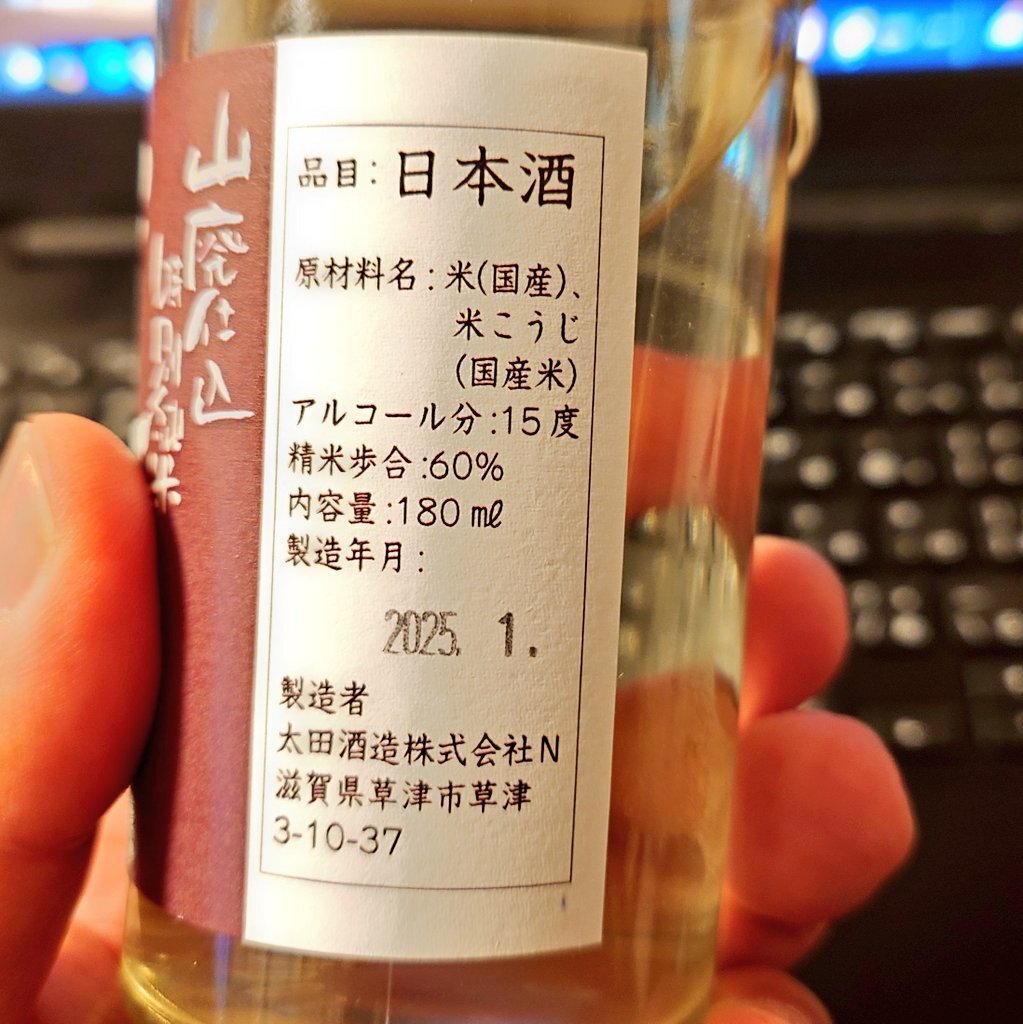 山廃仕込
品目：日本酒
原材料名：米(国産)、
米こうじ
(国産米)
アルコール分：15度
精米歩合：60%
内容量：180㎖
製造年月：
2025. 1.
製造者
太田酒造株式会社N
滋賀県草津市草津
3-10-37